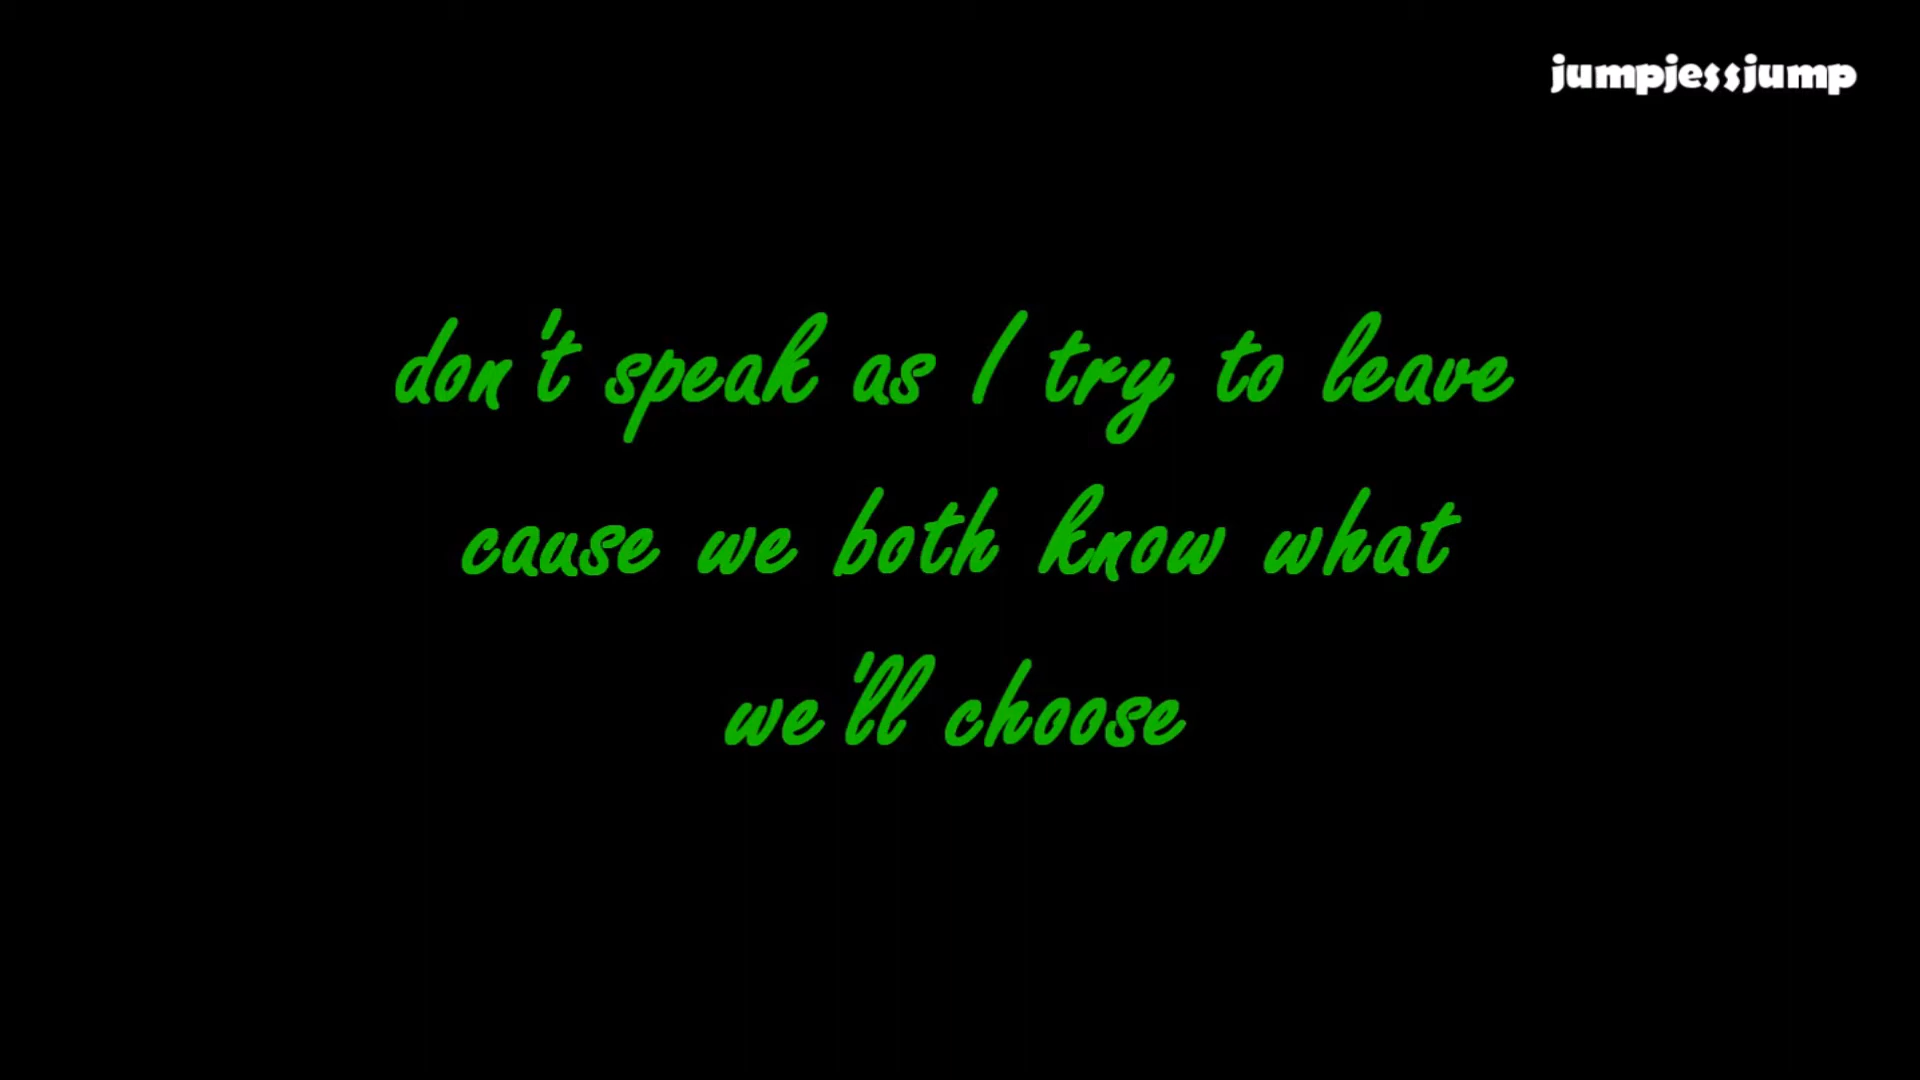 jumpjessjump
don't speak as I try to leave
cause we both know what
we'll choose